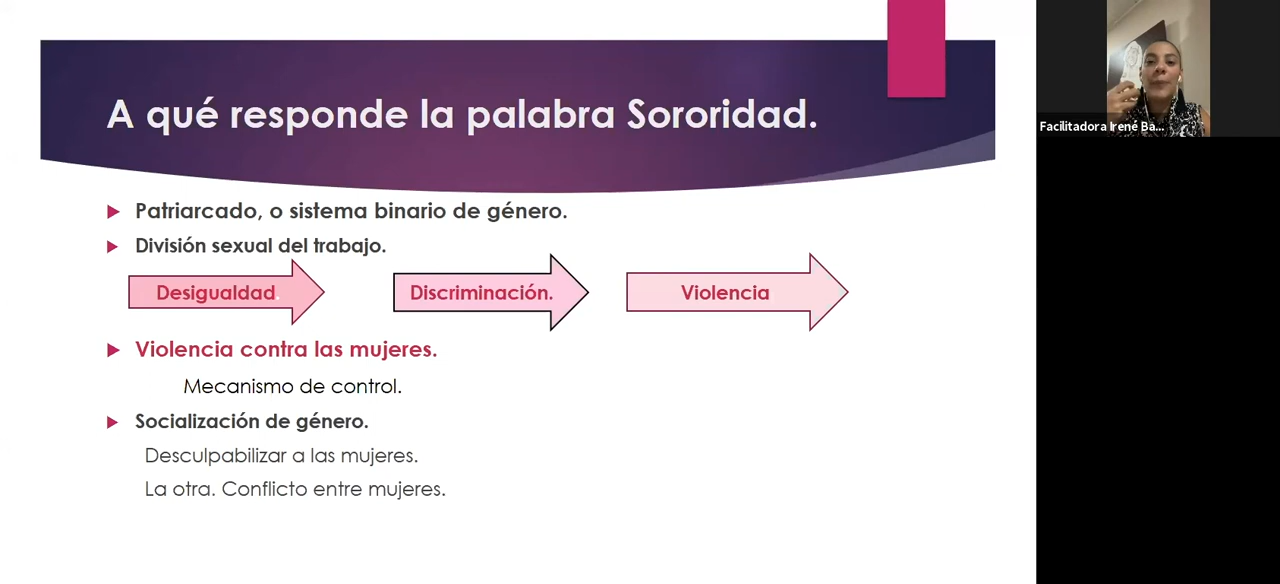 A qué responde la palabra Sororidad.
Patriarcado, o sistema binario de género.
División sexual del trabajo.
Desigualdad.
Discriminación.
Violencia
Violencia contra las mujeres.
Mecanismo de control.
Socialización de género.
Desculpabilizar a las mujeres.
La otra. Conflicto entre mujeres.
Facilitadora Irené Ba...